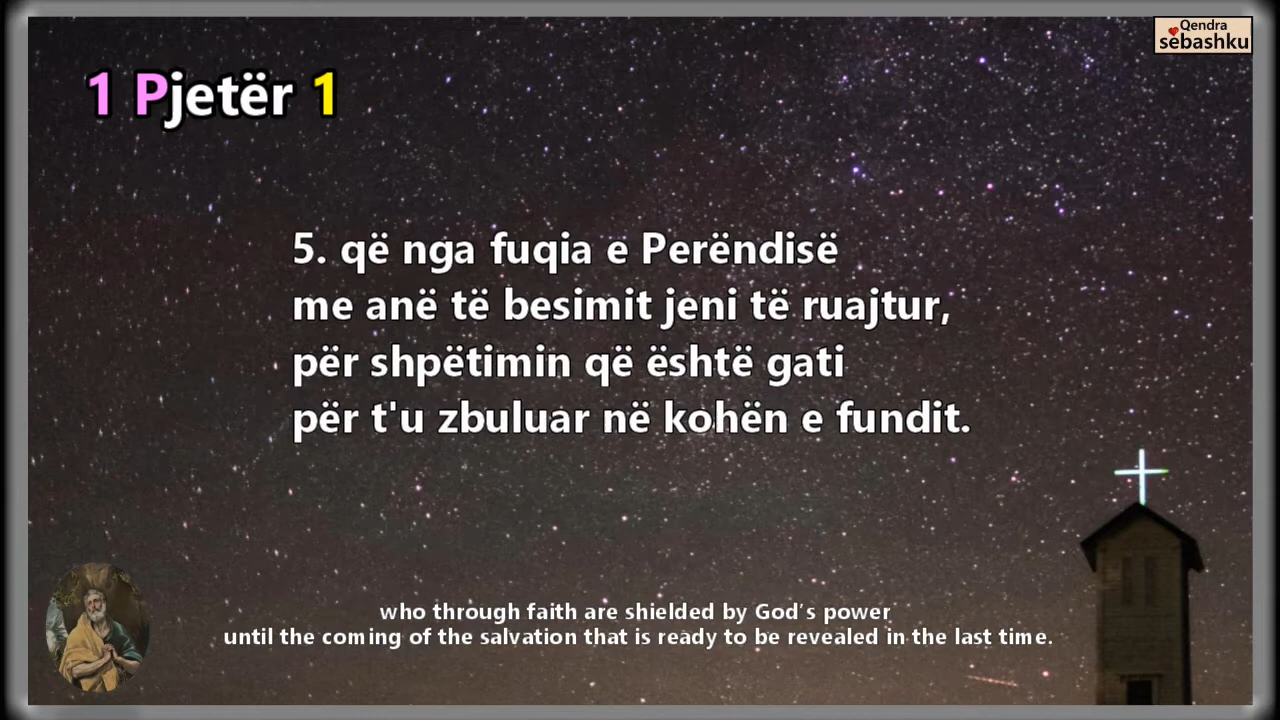 Qendra
sëbashku
1 Pjetër 1
5. që nga fuqia e Perëndisë
me anë të besimit jeni të ruajtur,
për shpëtimin që është gati
për t'u zbuluar në kohën e fundit.
who through faith are shielded by God's power
until the coming of the salvation that is ready to be revealed in the last time.